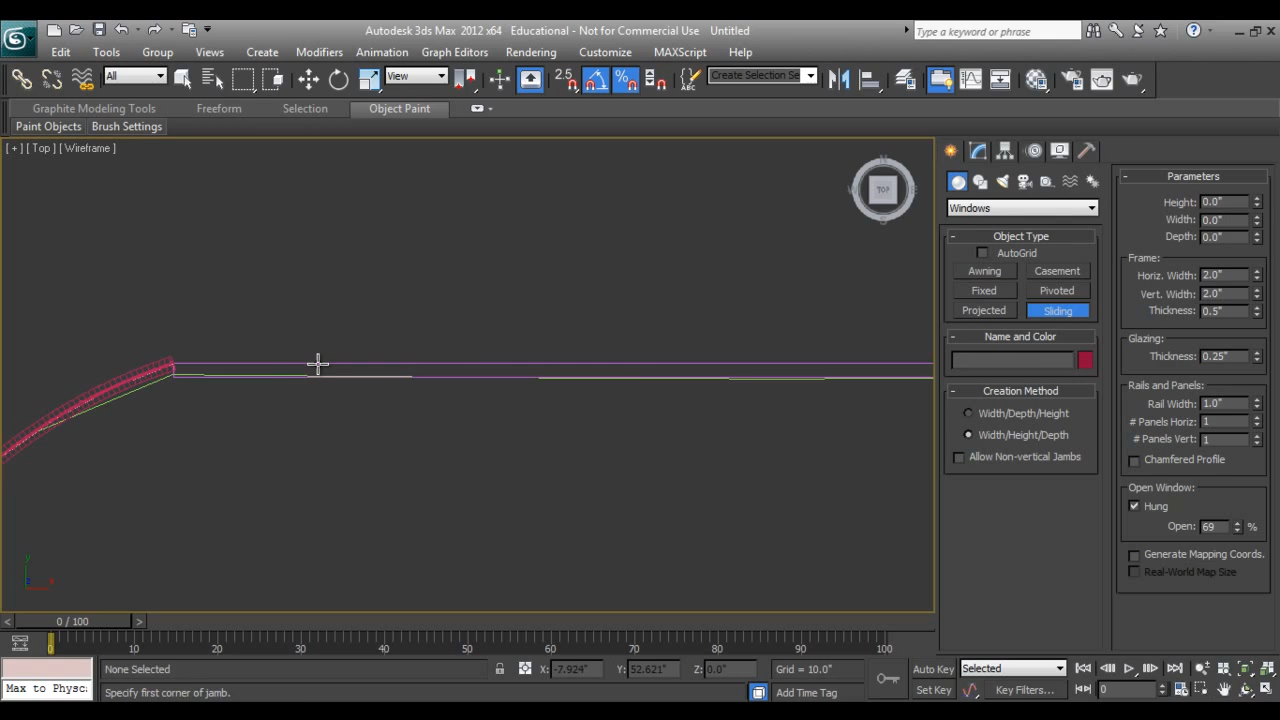 Autodesk 3ds Max 2012 x64 Educational - Not for Commercial Use Untitled
Type a keyword or phrase
Edit Tools Group Views Create Modifiers Animation Graph Editors Rendering Customize MAXScript Help
All View 2.5 Create Selection Se
Graphite Modeling Tools Freeform Selection Object Paint
Paint Objects Brush Settings
[ + ] [ Top ] [ Wireframe ]
TOP
y
x
Windows
Object Type
AutoGrid
Awning Casement
Fixed Pivoted
Projected Sliding
Name and Color
Creation Method
Width/Depth/Height
Width/Height/Depth
Allow Non-vertical Jambs
Parameters
Height: 0.0"
Width: 0.0"
Depth: 0.0"
Frame:
Horiz. Width: 2.0"
Vert. Width: 2.0"
Thickness: 0.5"
Glazing:
Thickness: 0.25"
Rails and Panels:
Rail Width: 1.0"
# Panels Horiz: 1
# Panels Vert: 1
Chamfered Profile
Open Window:
Hung
Open: 69 %
Generate Mapping Coords.
Real-World Map Size
< 0 / 100 >
0 10 20 30 40 50 60 70 80 90 100
None Selected X: -7.924" Y: 52.621" Z: 0.0" Grid = 10.0" Auto Key Selected
Max to Physc: Specify first corner of jamb. Add Time Tag Set Key Key Filters... 0